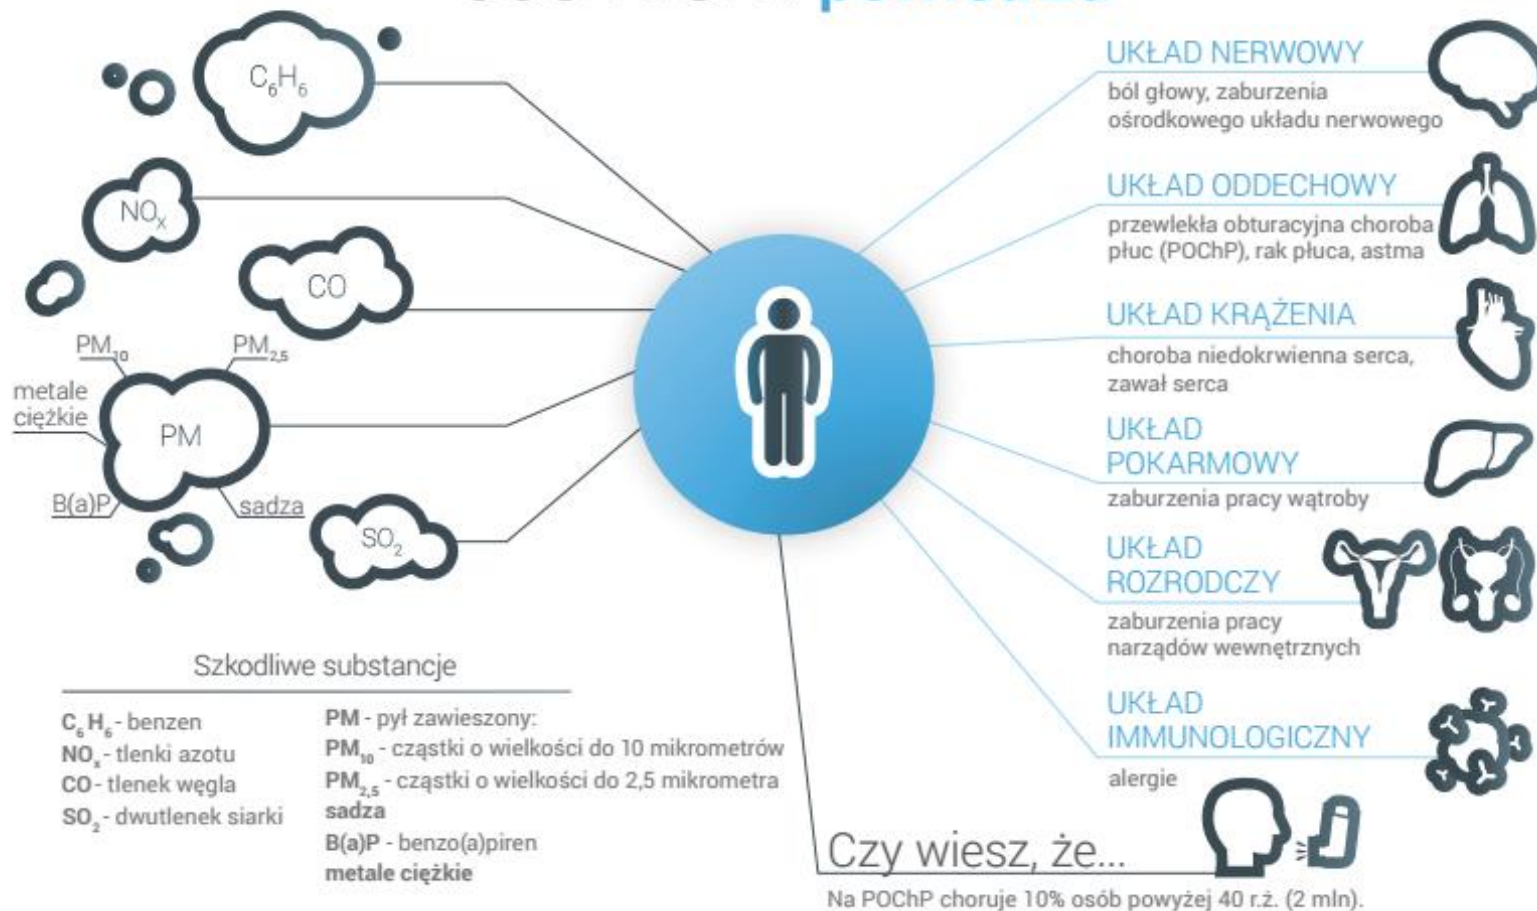 C₆H₆
NOₓ
CO
PM₁₀
PM₂,₅
metale
ciężkie
PM
B(a)P
sadza
SO₂
Szkodliwe substancje
C₆H₆ - benzen
NOₓ - tlenki azotu
CO - tlenek węgla
SO₂ - dwutlenek siarki
PM - pył zawieszony:
PM₁₀ - cząstki o wielkości do 10 mikrometrów
PM₂,₅ - cząstki o wielkości do 2,5 mikrometra
sadza
B(a)P - benzo(a)piren
metale ciężkie
UKŁAD NERWOWY
ból głowy, zaburzenia
ośrodkowego układu nerwowego
UKŁAD ODDECHOWY
przewlekła obturacyjna choroba
płuc (POChP), rak płuca, astma
UKŁAD KRĄŻENIA
choroba niedokrwienna serca,
zawał serca
UKŁAD
POKARMOWY
zaburzenia pracy wątroby
UKŁAD
ROZRODCZY
zaburzenia pracy
narządów wewnętrznych
UKŁAD
IMMUNOLOGICZNY
alergie
Czy wiesz, że...
Na POChP choruje 10% osób powyżej 40 r.ż. (2 mln).